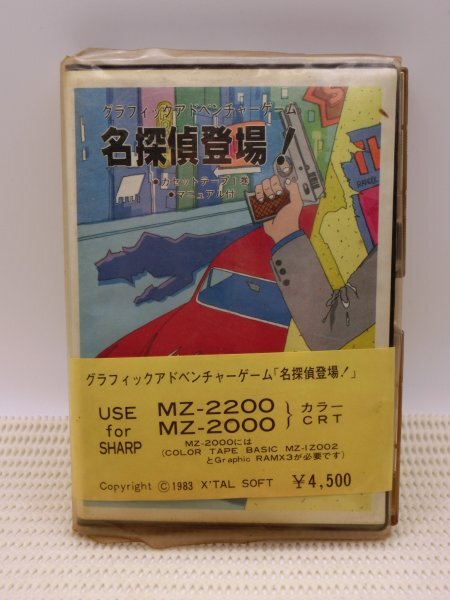 グラフィックアドベンチャーゲーム
名探偵登場!
●カセットテープ1巻
●マニュアル付
グラフィックアドベンチャーゲーム「名探偵登場!」
USE for SHARP
MZ-2200
MZ-2000
カラー
CRT
MZ-2000には
(COLOR TAPE BASIC MZ-1Z002
とGraphic RAMX3が必要です)
Copyright ©1983 X'TAL SOFT ¥4,500